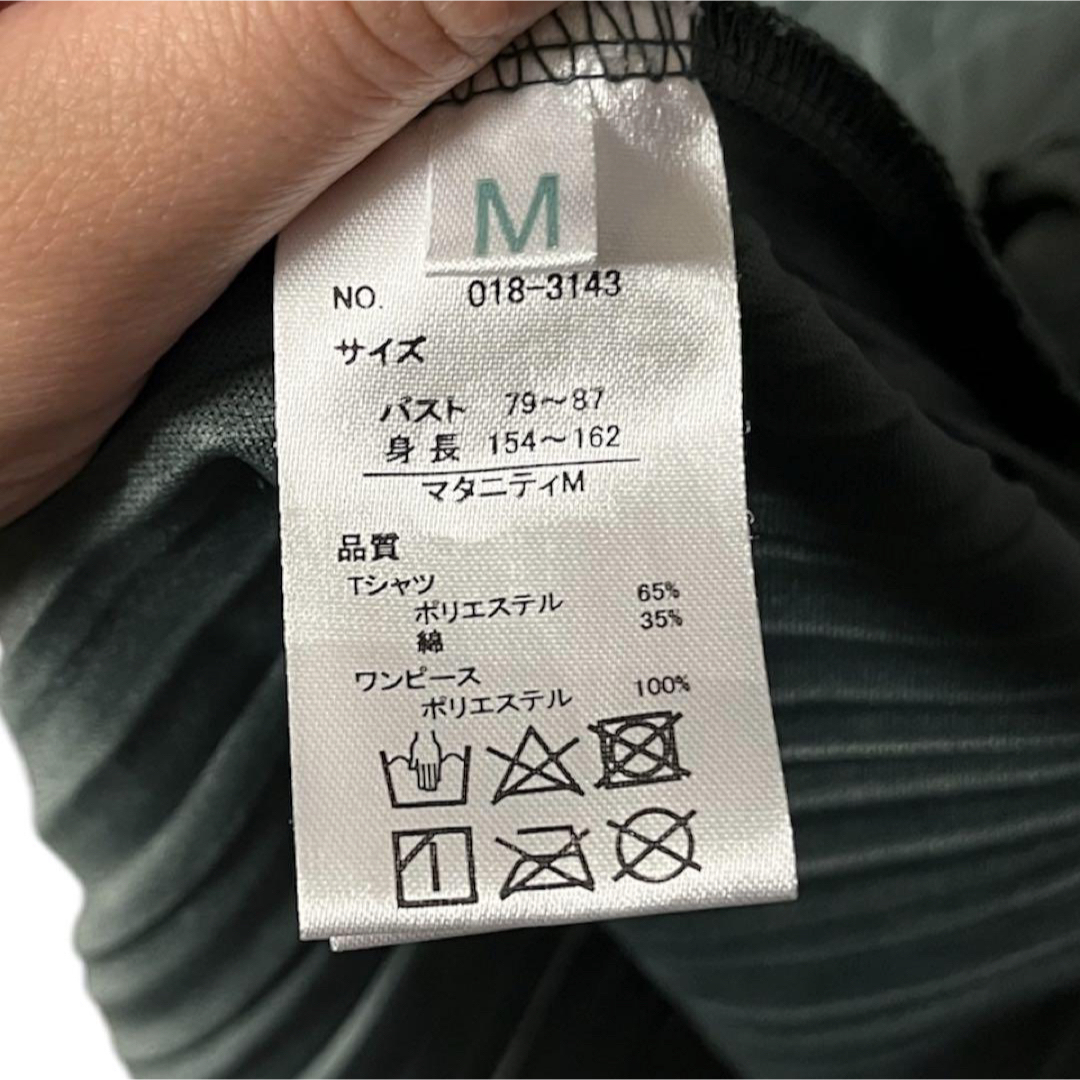 M
NO. 018-3143
サイズ
バスト 79～87
身長 154～162
マタニティM
品質
Tシャツ
ポリエステル 65%
綿 35%
ワンピース
ポリエステル 100%